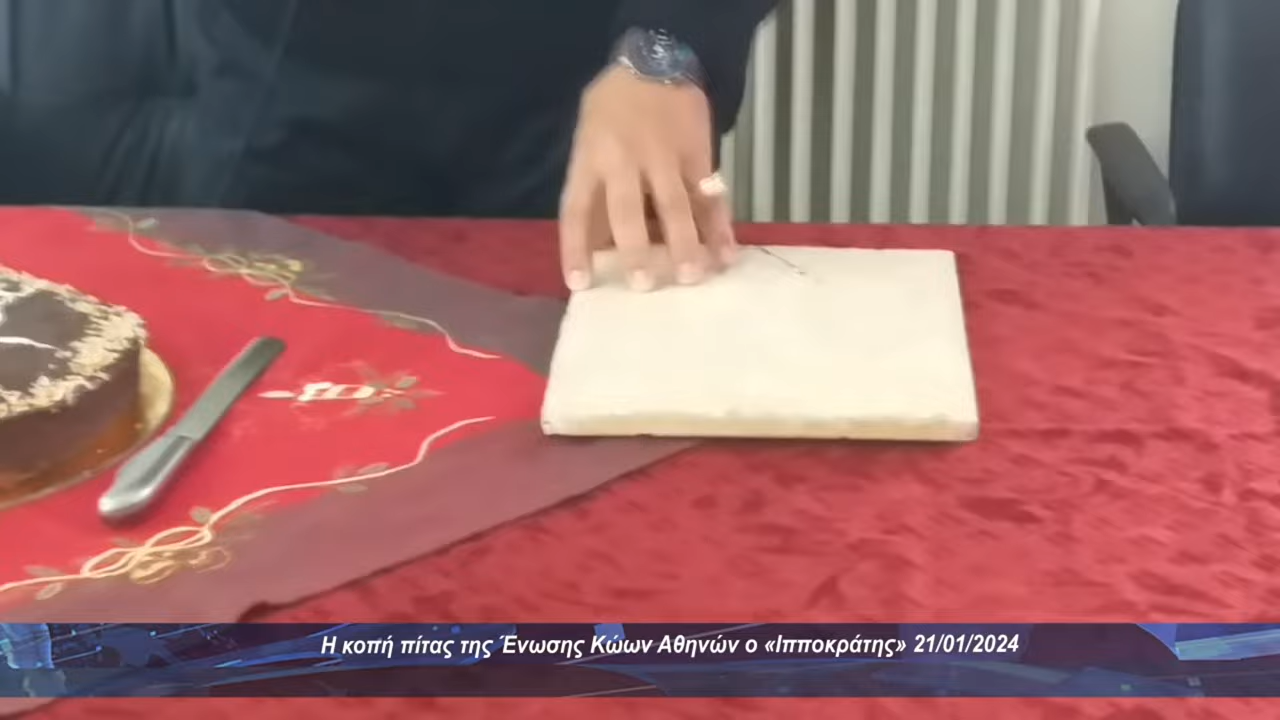 Η κοπή πίτας της Ένωσης Κώων Αθηνών ο «Ιπποκράτης» 21/01/2024